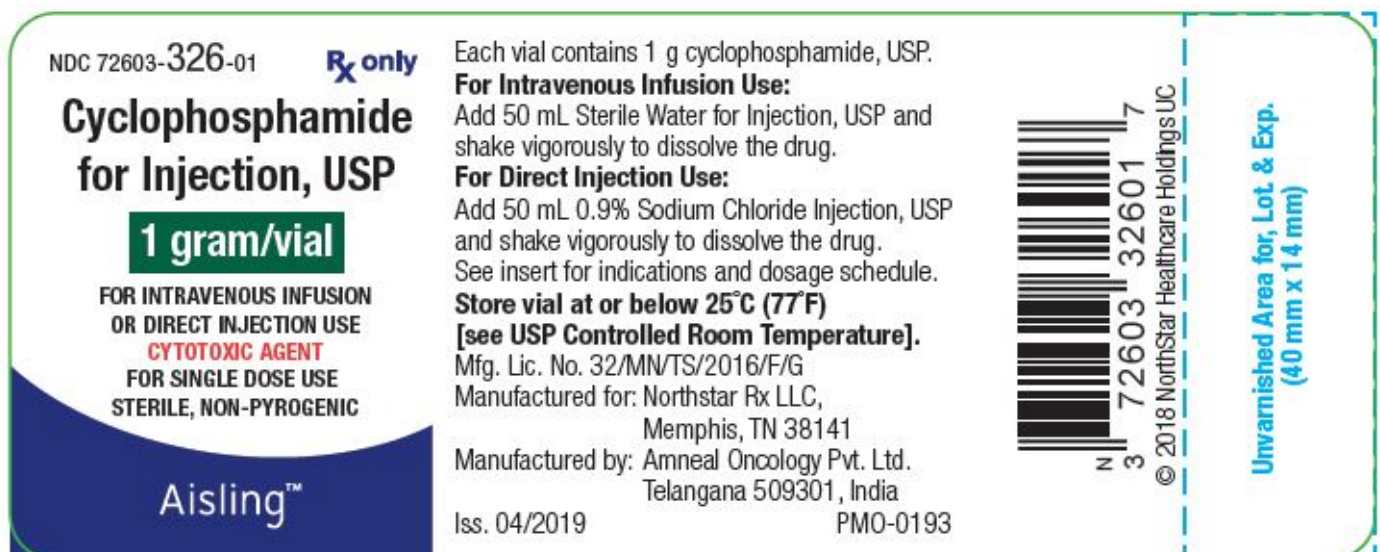 NDC 72603-326-01
Rx only
Cyclophosphamide
for Injection, USP
1 gram/vial
FOR INTRAVENOUS INFUSION
OR DIRECT INJECTION USE
CYTOTOXIC AGENT
FOR SINGLE DOSE USE
STERILE, NON-PYROGENIC
Aisling™
Each vial contains 1 g cyclophosphamide, USP.
For Intravenous Infusion Use:
Add 50 mL Sterile Water for Injection, USP and
shake vigorously to dissolve the drug.
For Direct Injection Use:
Add 50 mL 0.9% Sodium Chloride Injection, USP
and shake vigorously to dissolve the drug.
See insert for indications and dosage schedule.
Store vial at or below 25°C (77°F)
[see USP Controlled Room Temperature].
Mfg. Lic. No. 32/MN/TS/2016/F/G
Manufactured for: Northstar Rx LLC,
Memphis, TN 38141
Manufactured by: Amneal Oncology Pvt. Ltd.
Telangana 509301, India
Iss. 04/2019 PMO-0193
N
3 72603 32601 7
© 2018 NorthStar Healthcare Holdings UC
Unvarnished Area for, Lot. & Exp.
(40 mm x 14 mm)